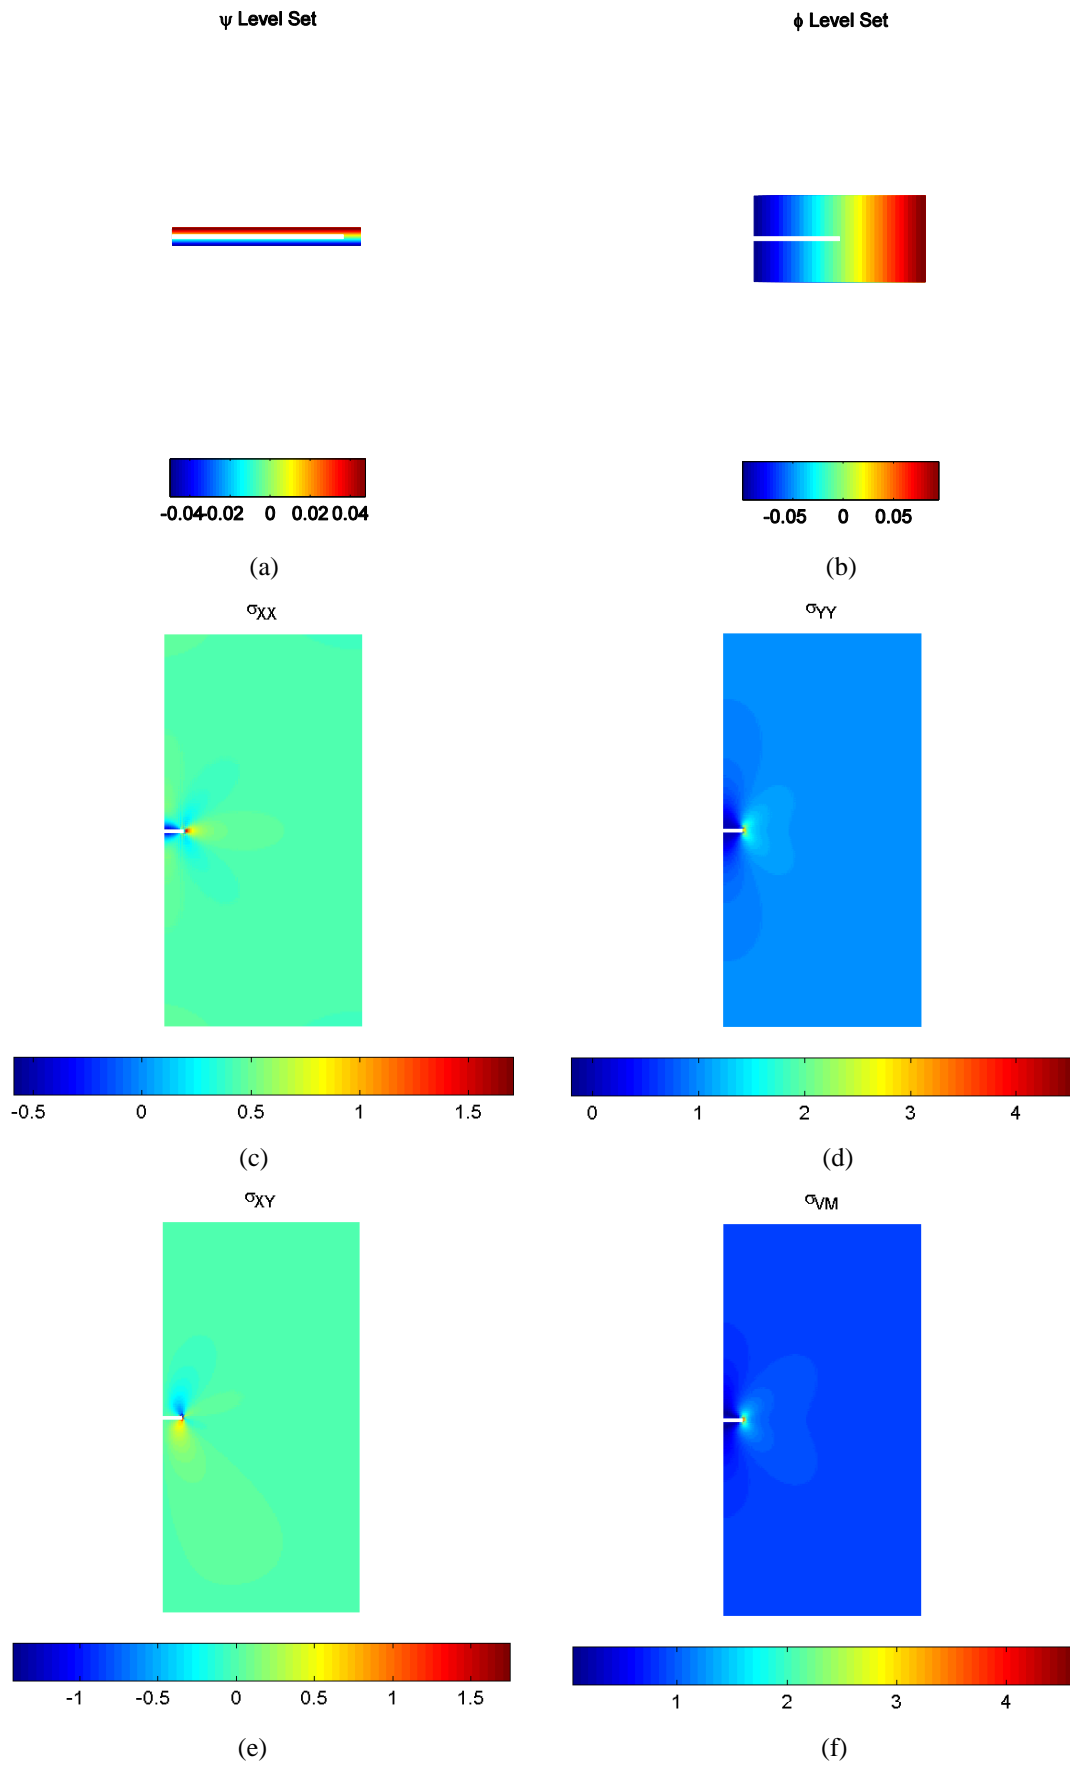 ψ Level Set
ϕ Level Set
-0.04-0.02 0 0.02 0.04
-0.05 0 0.05
(a)
(b)
σXX
σYY
-0.5 0 0.5 1 1.5
0 1 2 3 4
(c)
(d)
σXY
σVM
-1 -0.5 0 0.5 1 1.5
1 2 3 4
(e)
(f)